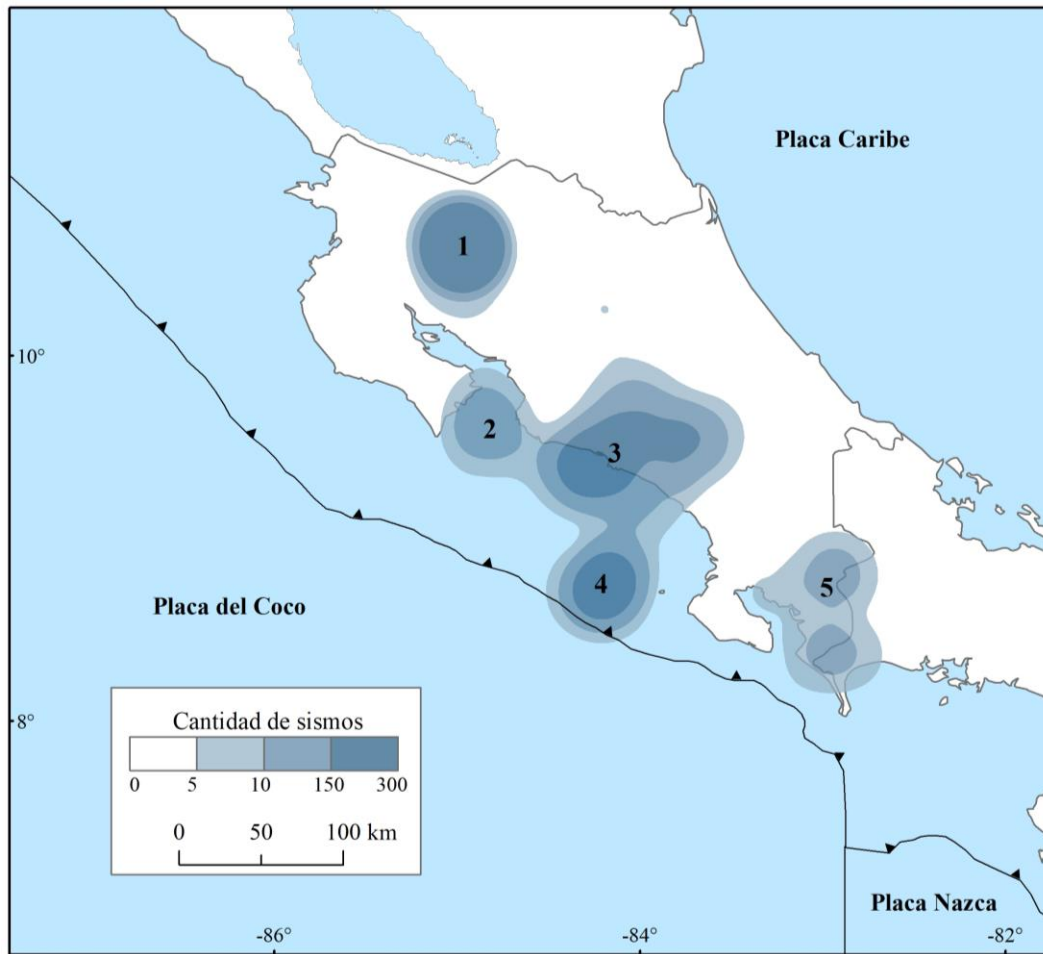 Placa Caribe
1
10°
2
3
4
5
Placa del Coco
8°
Cantidad de sismos
0 5 10 150 300
0 50 100 km
Placa Nazca
-86° -84° -82°